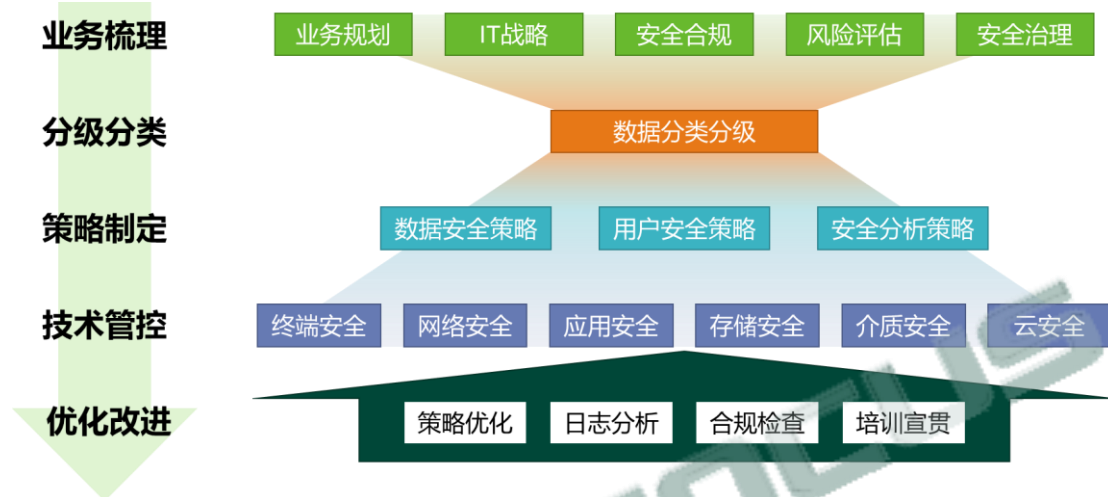 业务梳理
业务规划 IT战略 安全合规 风险评估 安全治理
分级分类
数据分类分级
策略制定
数据安全策略 用户安全策略 安全分析策略
技术管控
终端安全 网络安全 应用安全 存储安全 介质安全 云安全
优化改进
策略优化 日志分析 合规检查 培训宣贯